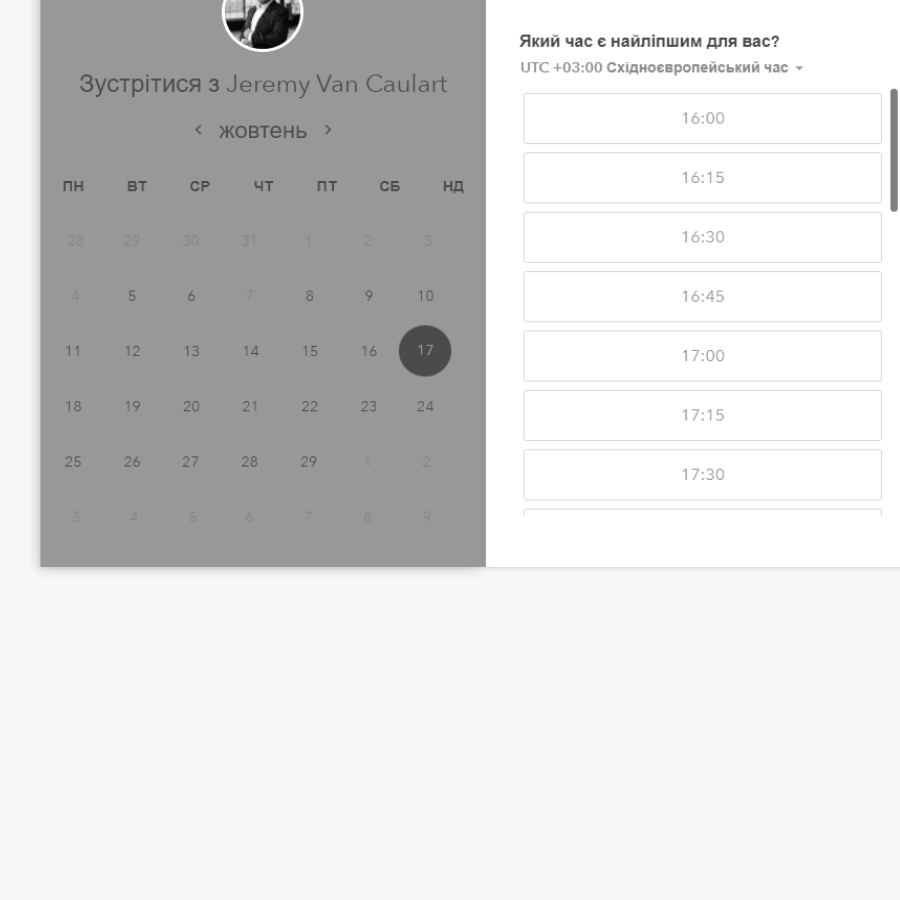 Зустрітися з Jeremy Van Caulart
‹ жовтень ›
ПН ВТ СР ЧТ ПТ СБ НД
28 29 30 31 1 2 3
4 5 6 7 8 9 10
11 12 13 14 15 16 17
18 19 20 21 22 23 24
25 26 27 28 29 1 2
3 4 5 6 7 8 9
Який час є найліпшим для вас?
UTC +03:00 Східноєвропейський час
16:00
16:15
16:30
16:45
17:00
17:15
17:30